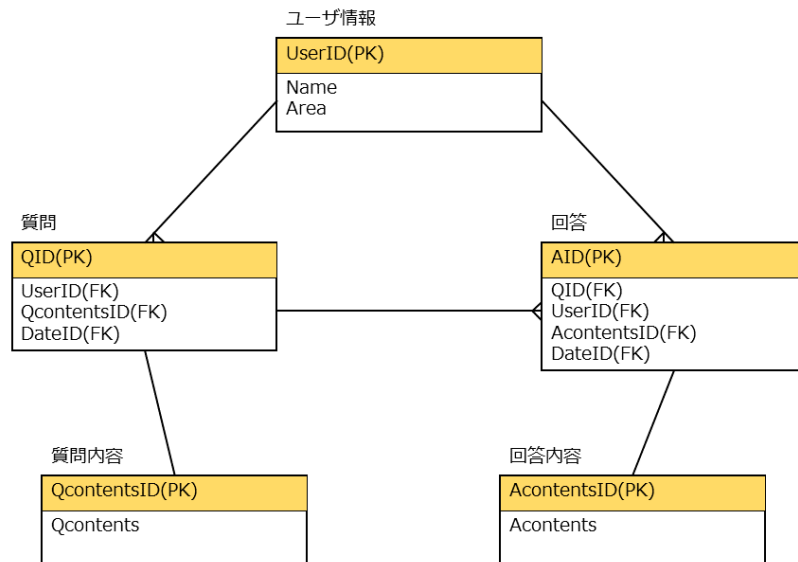 ユーザ情報
UserID(PK)
Name
Area
質問
QID(PK)
UserID(FK)
QcontentsID(FK)
DateID(FK)
回答
AID(PK)
QID(FK)
UserID(FK)
AcontentsID(FK)
DateID(FK)
質問内容
QcontentsID(PK)
Qcontents
回答内容
AcontentsID(PK)
Acontents